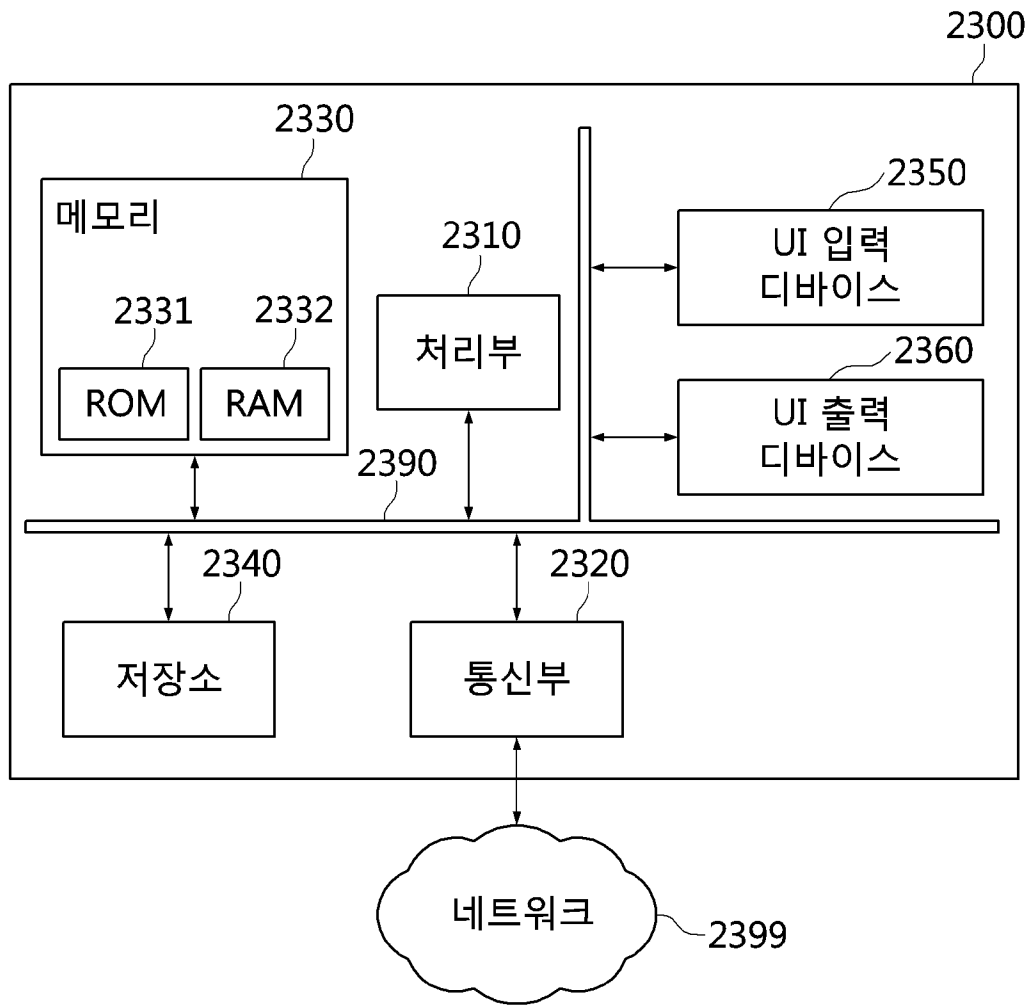 2300
2330
메모리
2331
ROM
2332
RAM
2310
처리부
2350
UI 입력
디바이스
2360
UI 출력
디바이스
2390
2340
저장소
2320
통신부
네트워크
2399